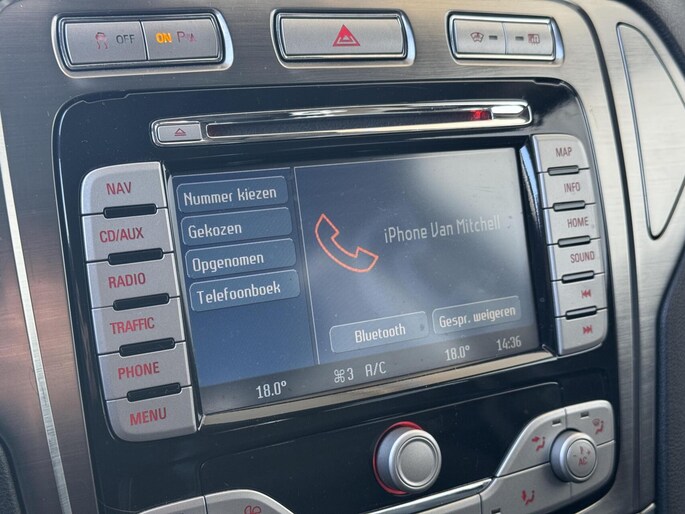 OFF ON P
NAV
CD/AUX
RADIO
TRAFFIC
PHONE
MENU
Nummer kiezen
Gekozen
Opgenomen
Telefoonboek
iPhone Van Mitchell
Bluetooth
Gespr. weigeren
18.0° 3 A/C 18.0° 14:36
MAP
INFO
HOME
SOUND
AC